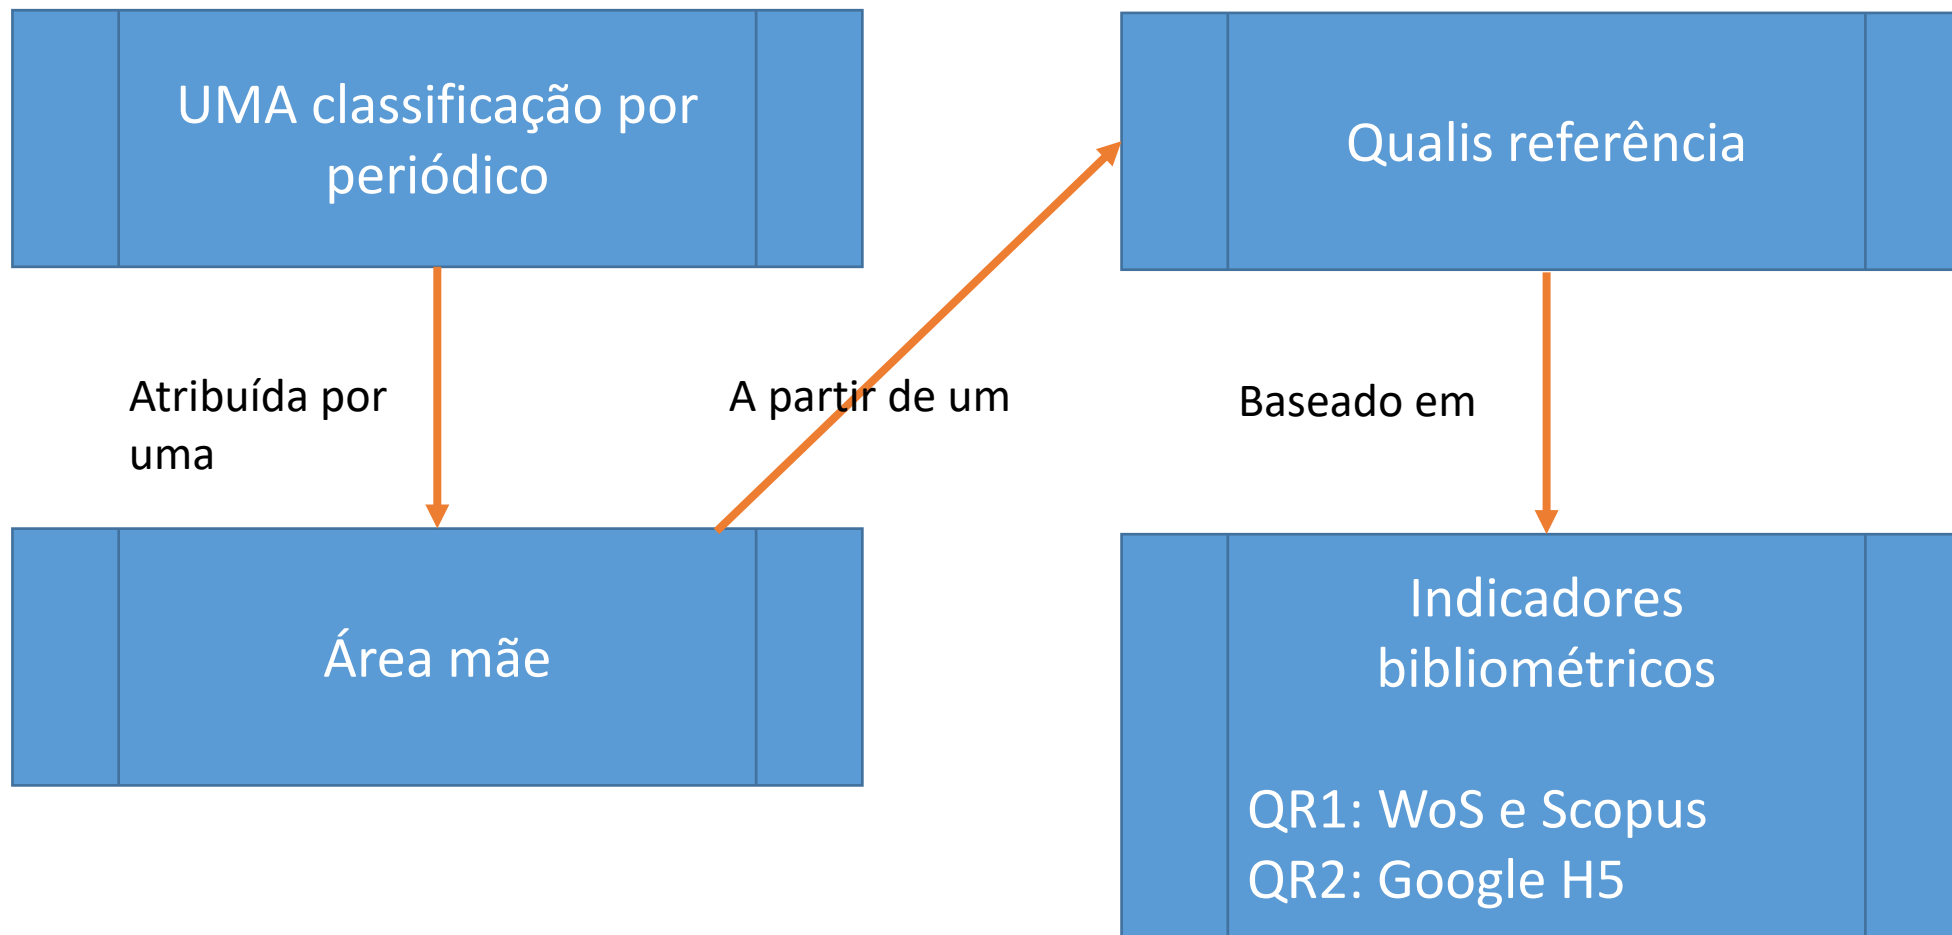 UMA classificação por
periódico
Atribuída por
uma
Área mãe
A partir de um
Qualis referência
Baseado em
Indicadores
bibliométricos
QR1: WoS e Scopus
QR2: Google H5